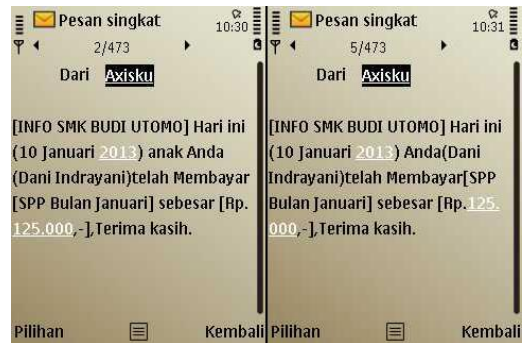 Pesan singkat
10:30
2/473
Dari Axisku
[INFO SMK BUDI UTOMO] Hari ini
(10 Januari 2013) anak Anda
(Dani Indrayani)telah Membayar
[SPP Bulan Januari] sebesar [Rp.
125.000,-],Terima kasih.
Pilihan
Kembali
Pesan singkat
10:31
5/473
Dari Axisku
[INFO SMK BUDI UTOMO] Hari ini
(10 Januari 2013) Anda(Dani
Indrayani)telah Membayar[SPP
Bulan Januari] sebesar [Rp.125.
000,-],Terima kasih.
Pilihan
Kembali